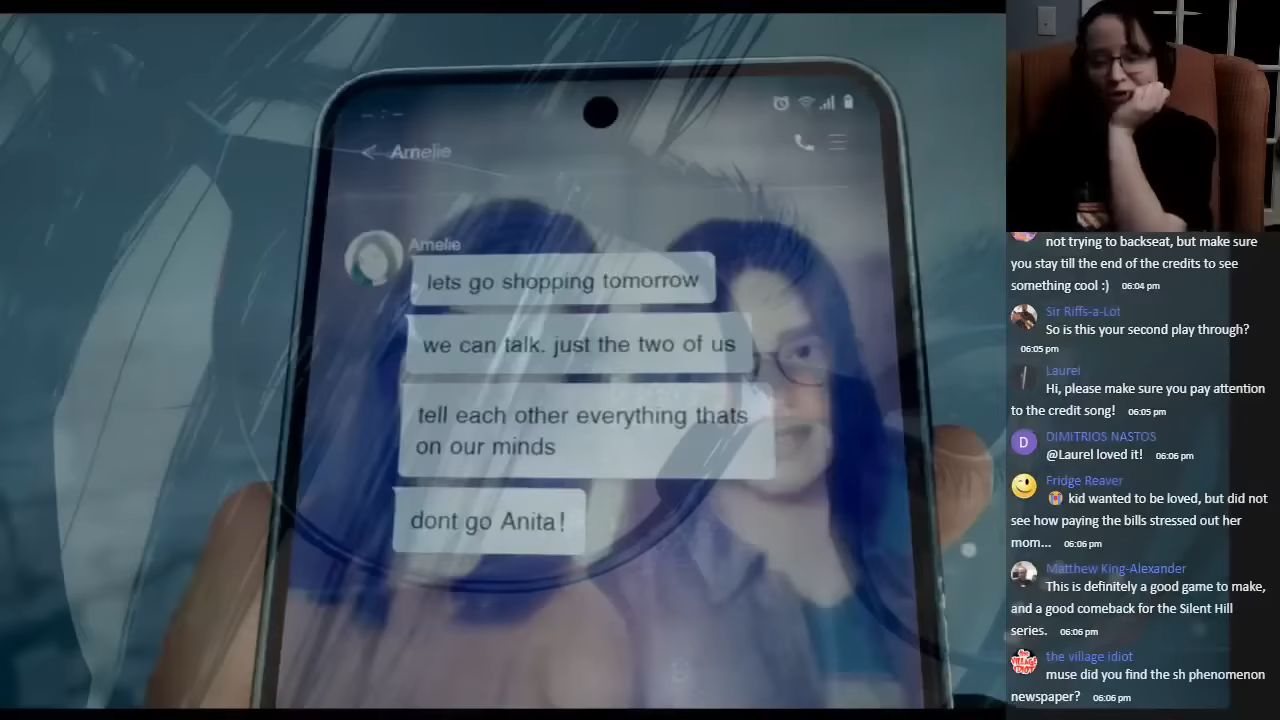 Amelie
Amelie
lets go shopping tomorrow
we can talk. just the two of us
tell each other everything thats
on our minds
dont go Anita!
not trying to backseat, but make sure
you stay till the end of the credits to see
something cool :) 06:04 pm
Sir Riffs-a-Lot
So is this your second play through?
06:05 pm
Laurel
Hi, please make sure you pay attention
to the credit song! 06:05 pm
D DIMITRIOS NASTOS
@Laurel loved it! 06:06 pm
Fridge Reaver
😭 kid wanted to be loved, but did not
see how paying the bills stressed out her
mom... 06:06 pm
Matthew King-Alexander
This is definitely a good game to make,
and a good comeback for the Silent Hill
series. 06:06 pm
the village idiot
muse did you find the sh phenomenon
newspaper? 06:06 pm